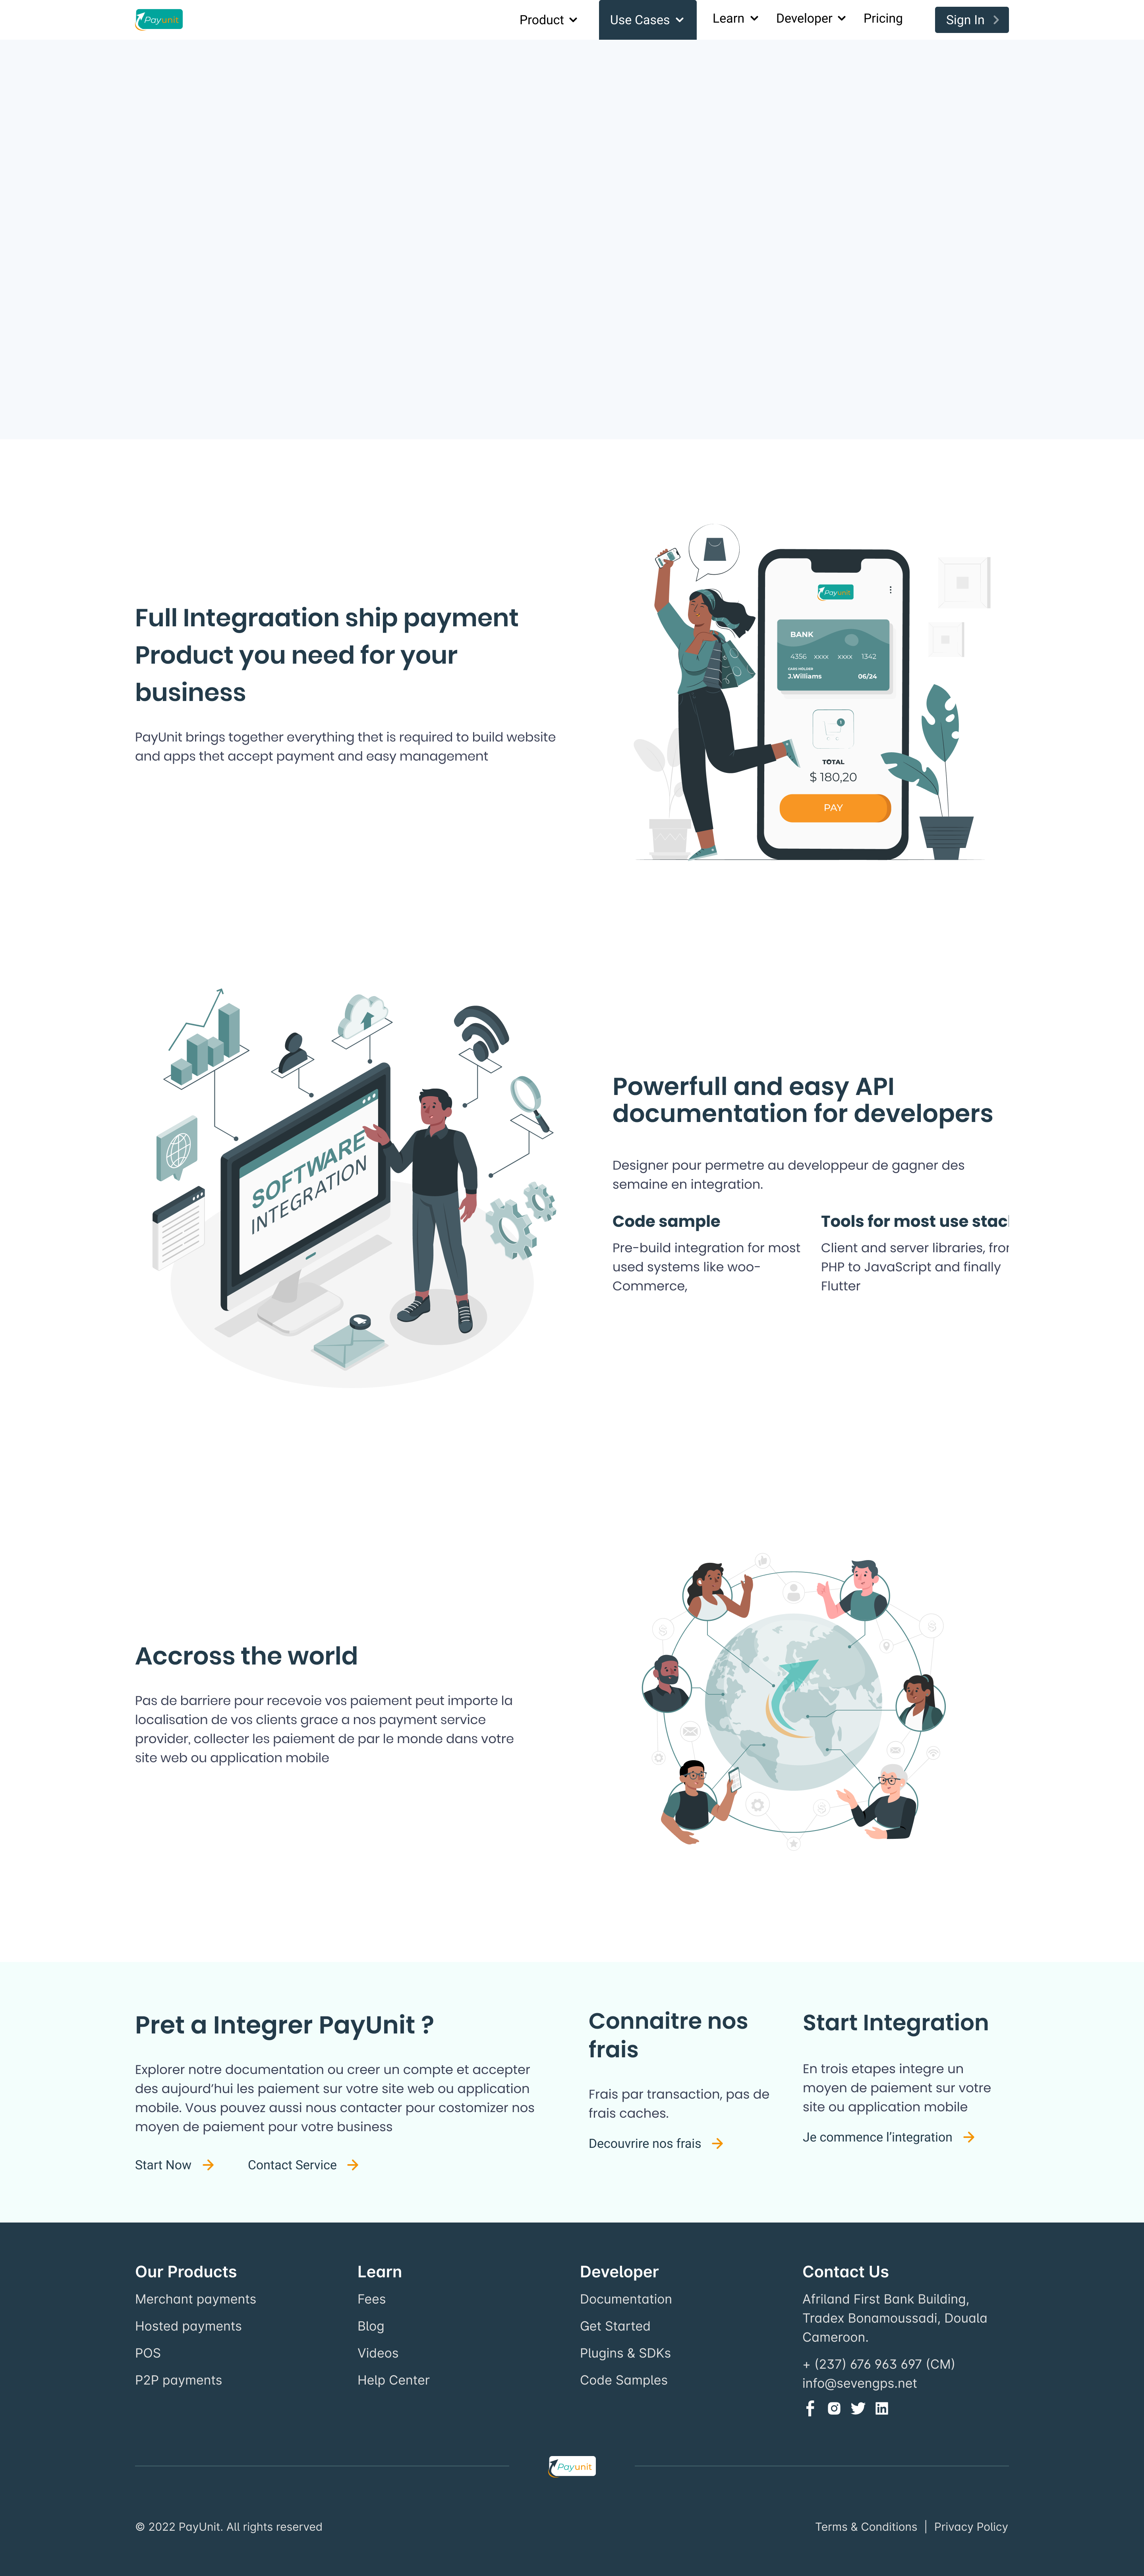 Payunit
Product
Use Cases
Learn
Developer
Pricing
Sign In
Full Integraation ship payment
Product you need for your
business
PayUnit brings together everything thet is required to build website
and apps thet accept payment and easy management
Payunit
BANK
4356 xxxx xxxx 1342
CARD HOLDER
J.Williams 06/24
TOTAL
$ 180,20
PAY
SOFTWARE
INTEGRATION
Powerfull and easy API
documentation for developers
Designer pour permetre au developpeur de gagner des
semaine en integration.
Code sample
Pre-build integration for most
used systems like woo-
Commerce,
Tools for most use stac
Client and server libraries, fror
PHP to JavaScript and finally
Flutter
Accross the world
Pas de barriere pour recevoie vos paiement peut importe la
localisation de vos clients grace a nos payment service
provider, collecter les paiement de par le monde dans votre
site web ou application mobile
Pret a Integrer PayUnit ?
Explorer notre documentation ou creer un compte et accepter
des aujourd'hui les paiement sur votre site web ou application
mobile. Vous pouvez aussi nous contacter pour costomizer nos
moyen de paiement pour votre business
Start Now
Contact Service
Connaitre nos
frais
Frais par transaction, pas de
frais caches.
Decouvrire nos frais
Start Integration
En trois etapes integre un
moyen de paiement sur votre
site ou application mobile
Je commence l'integration
Our Products
Merchant payments
Hosted payments
POS
P2P payments
Learn
Fees
Blog
Videos
Help Center
Developer
Documentation
Get Started
Plugins & SDKs
Code Samples
Contact Us
Afriland First Bank Building,
Tradex Bonamoussadi, Douala
Cameroon.
+ (237) 676 963 697 (CM)
info@sevengps.net
Payunit
© 2022 PayUnit. All rights reserved
Terms & Conditions | Privacy Policy